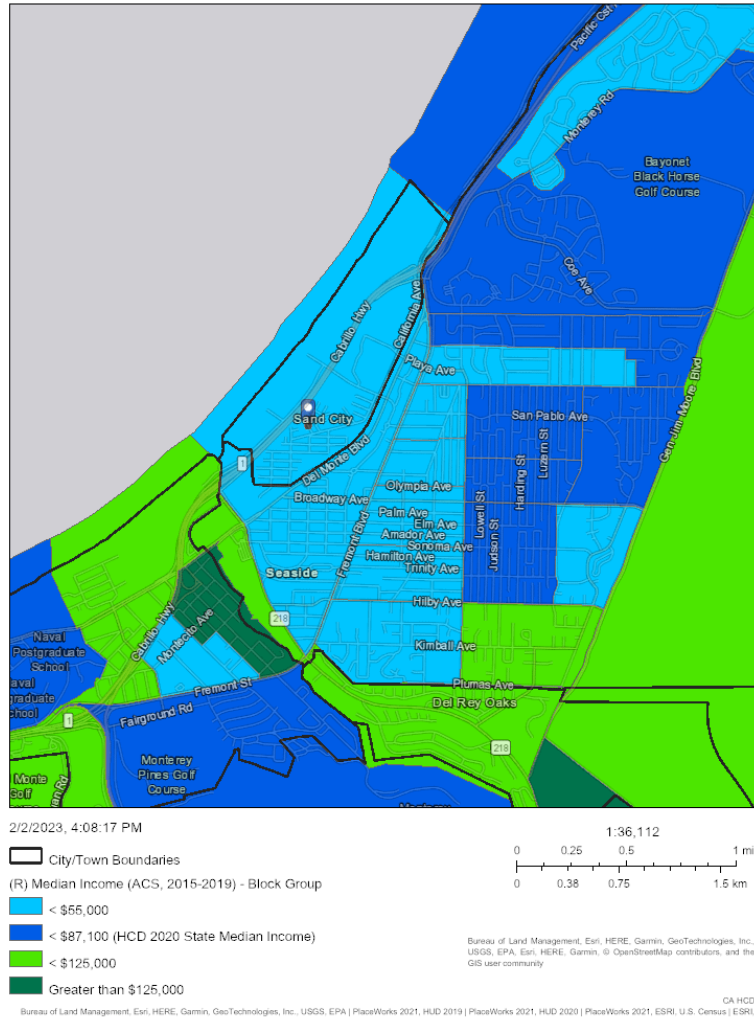 Pacific Cst
Monterey Rd
Bayonet
Black Horse
Golf Course
Coe Ave
California Ave
Cabrillo Hwy
Playa Ave
Gen Jim Moore Blvd
San Pablo Ave
Sand City
Luzern St
Harding St
Del Monte Blvd
1
Olympia Ave
Broadway Ave
Lowell St
Judson St
Palm Ave
Elm Ave
Amador Ave
Sonoma Ave
Hamilton Ave
Trinity Ave
Fremont Blvd
Seaside
Hilby Ave
218
Cabrillo Hwy
Montecito Ave
Naval
Postgraduate
School
Kimball Ave
Fremont St
Plumas Ave
Del Rey Oaks
Fairground Rd
1
218
Monterey
Pines Golf
Course
Monte
Golf
2/2/2023, 4:08:17 PM
City/Town Boundaries
(R) Median Income (ACS, 2015-2019) - Block Group
< $55,000
< $87,100 (HCD 2020 State Median Income)
< $125,000
Greater than $125,000
1:36,112
0 0.25 0.5 1 mi
0 0.38 0.75 1.5 km
Bureau of Land Management, Esri, HERE, Garmin, GeoTechnologies, Inc.,
USGS, EPA, Esri, HERE, Garmin, © OpenStreetMap contributors, and the
GIS user community
CA HCD
Bureau of Land Management, Esri, HERE, Garmin, GeoTechnologies, Inc., USGS, EPA | PlaceWorks 2021, HUD 2019 | PlaceWorks 2021, HUD 2020 | PlaceWorks 2021, ESRI, U.S. Census | ESRI,